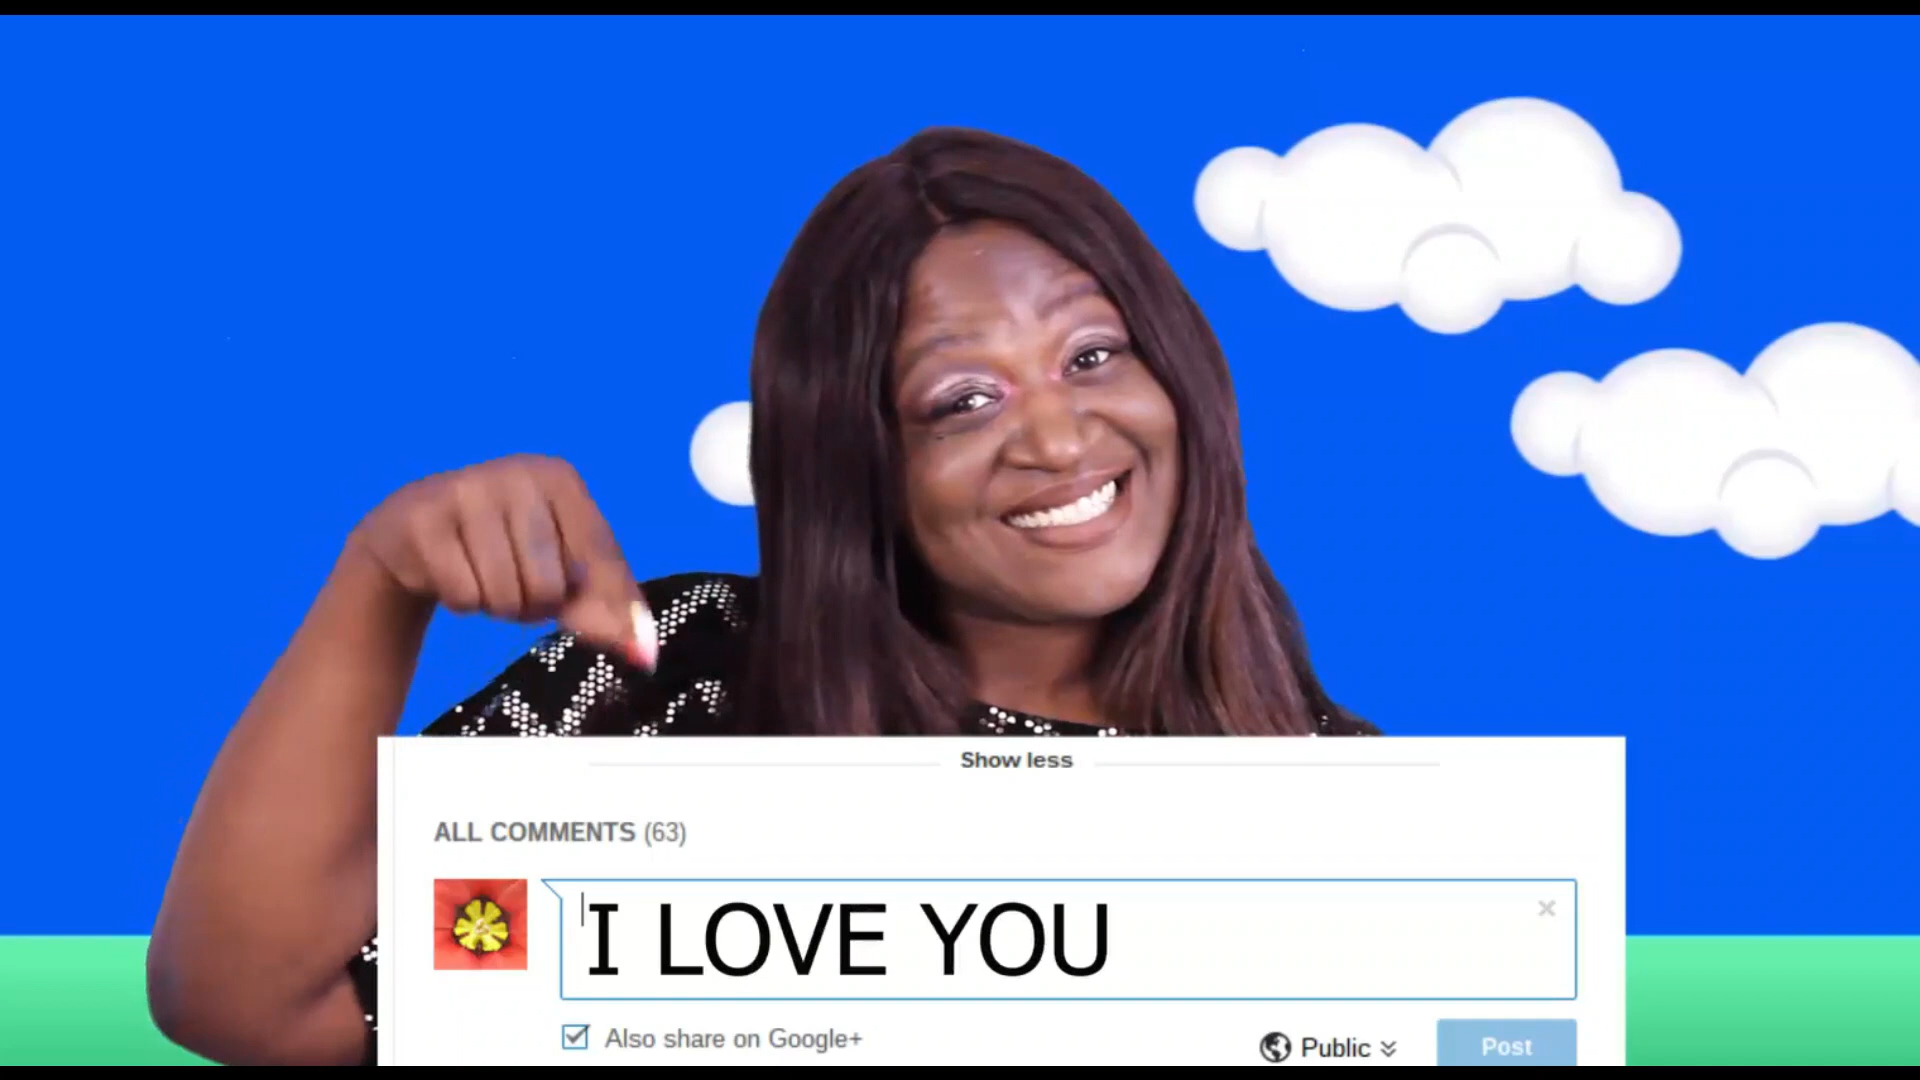 Show less
ALL COMMENTS (63)
I LOVE YOU
Also share on Google+
Public
Post